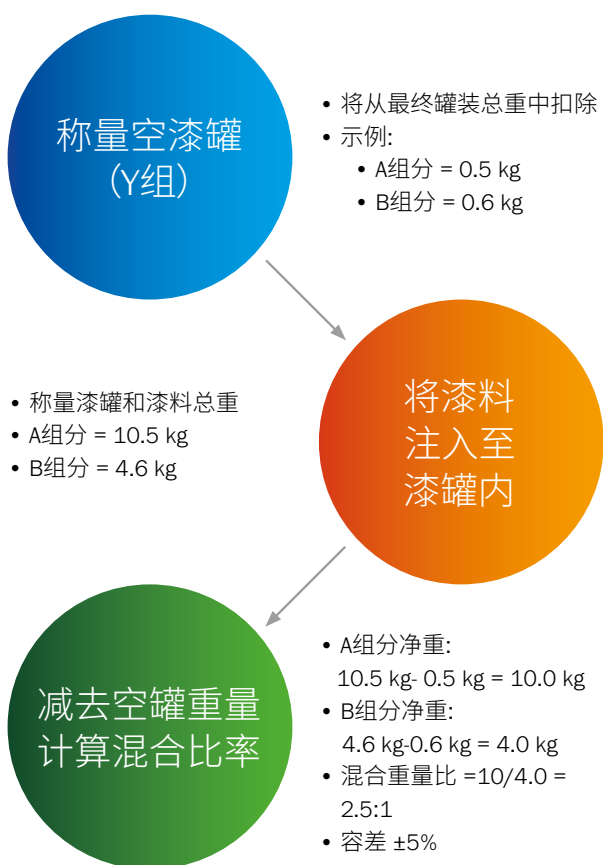 称量空漆罐
(Y组)
• 将从最终罐装总重中扣除
• 示例:
• A组分 = 0.5 kg
• B组分 = 0.6 kg
将漆料
注入至
漆罐内
• 称量漆罐和漆料总重
• A组分 = 10.5 kg
• B组分 = 4.6 kg
减去空罐重量
计算混合比率
• A组分净重:
10.5 kg- 0.5 kg = 10.0 kg
• B组分净重:
4.6 kg-0.6 kg = 4.0 kg
• 混合重量比 =10/4.0 =
2.5:1
• 容差 ±5%